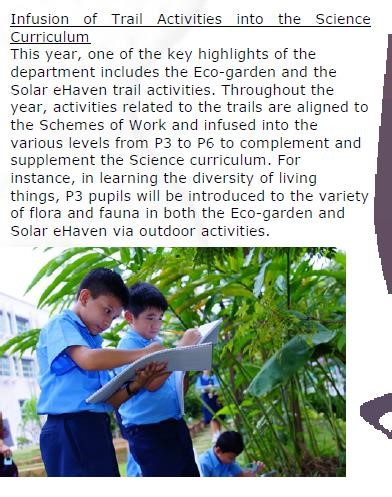 Infusion of Trail Activities into the Science
Curriculum
This year, one of the key highlights of the
department includes the Eco-garden and the
Solar eHaven trail activities. Throughout the
year, activities related to the trails are aligned to
the Schemes of Work and infused into the
various levels from P3 to P6 to complement and
supplement the Science curriculum. For
instance, in learning the diversity of living
things, P3 pupils will be introduced to the variety
of flora and fauna in both the Eco-garden and
Solar eHaven via outdoor activities.